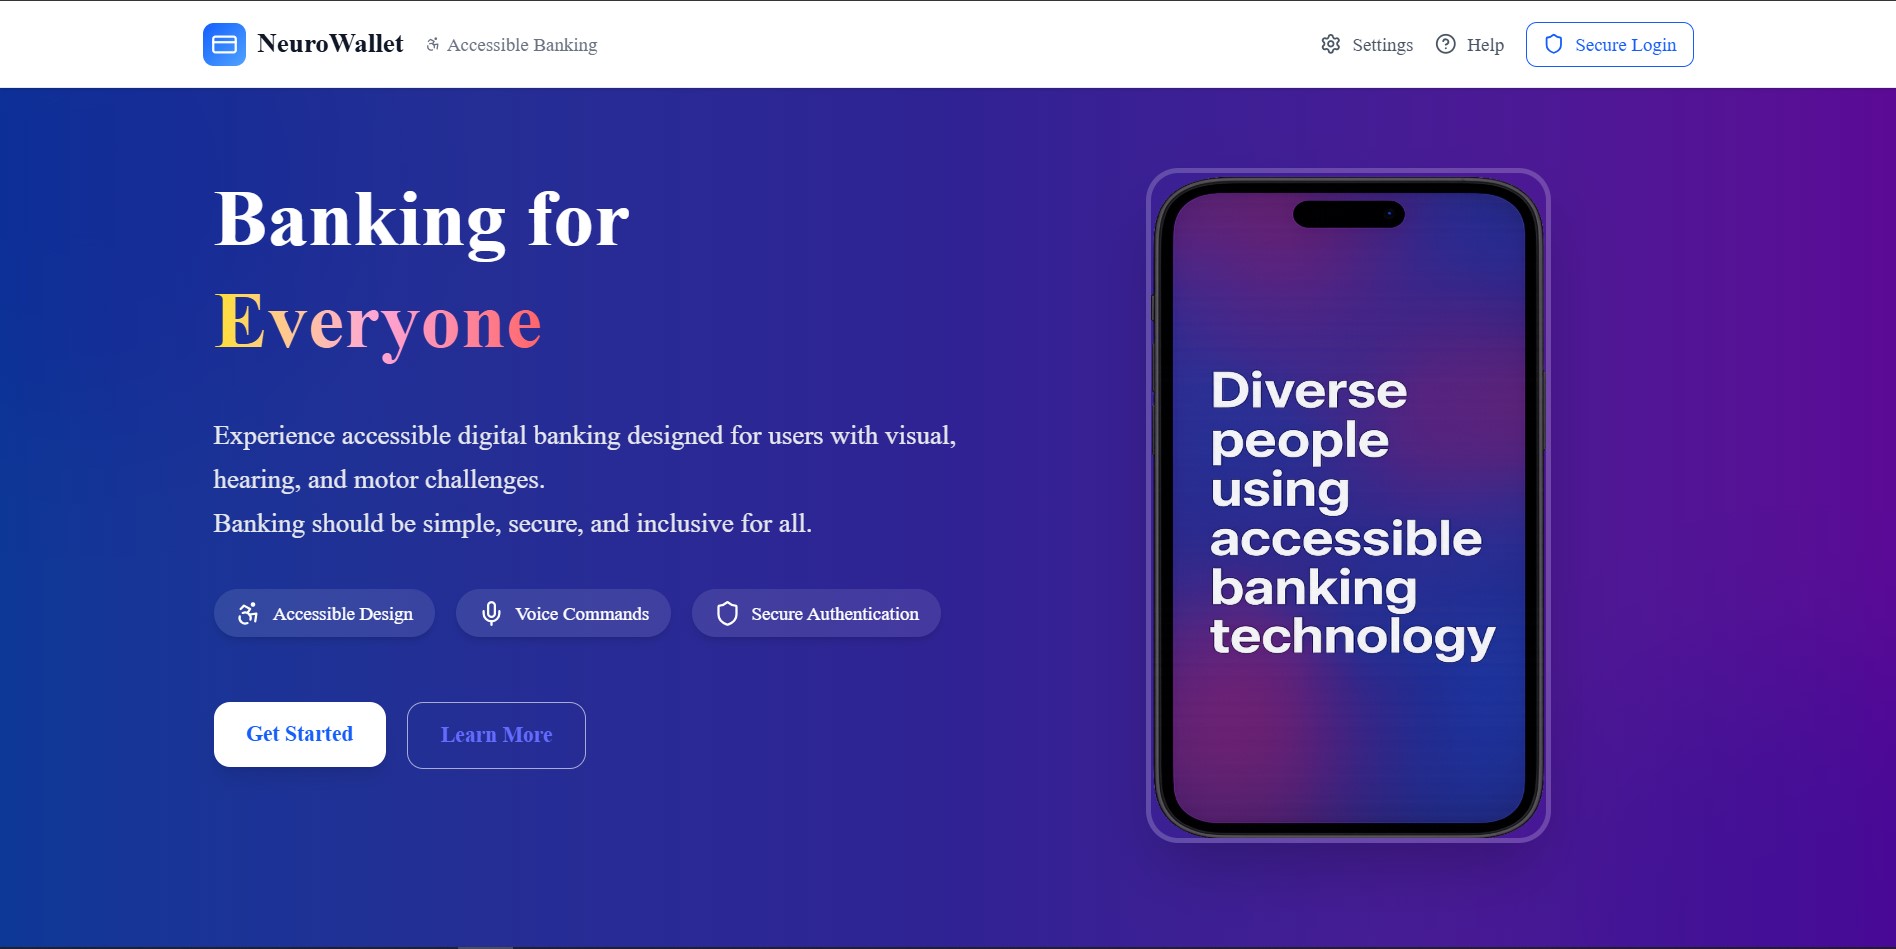 NeuroWallet
Accessible Banking
Settings
Help
Secure Login
Banking for
Everyone
Experience accessible digital banking designed for users with visual,
hearing, and motor challenges.
Banking should be simple, secure, and inclusive for all.
Accessible Design
Voice Commands
Secure Authentication
Get Started
Learn More
Diverse
people
using
accessible
banking
technology